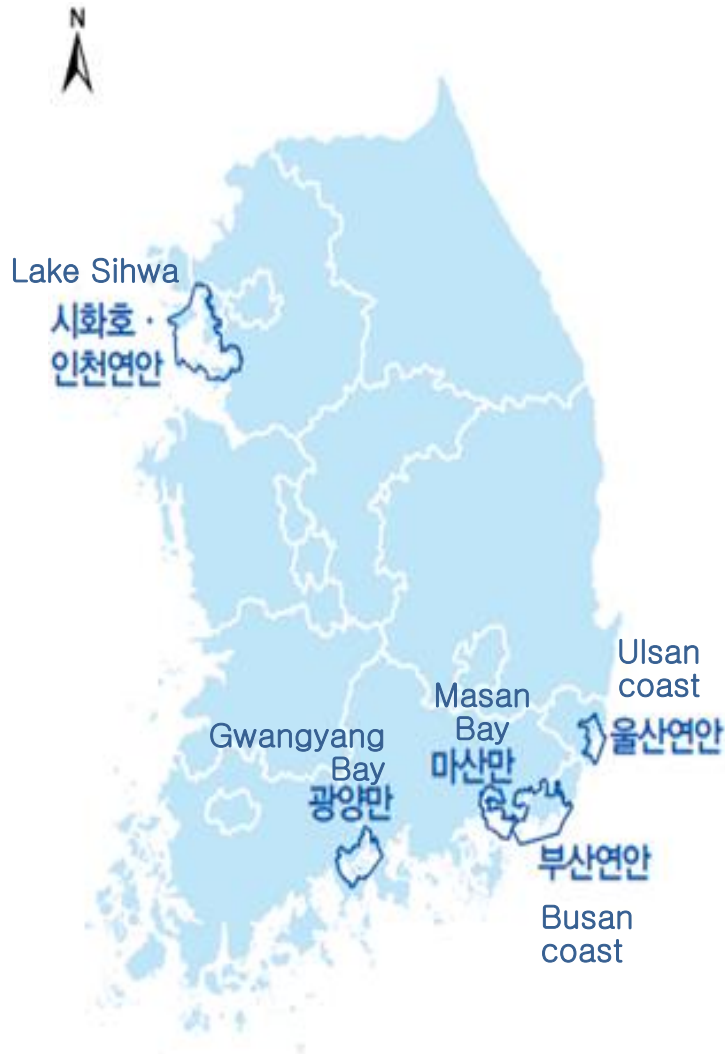 N
Lake Sihwa
시화호 ·
인천연안
Ulsan
coast
울산연안
Masan
Bay
마산만
Gwangyang
Bay
광양만
부산연안
Busan
coast